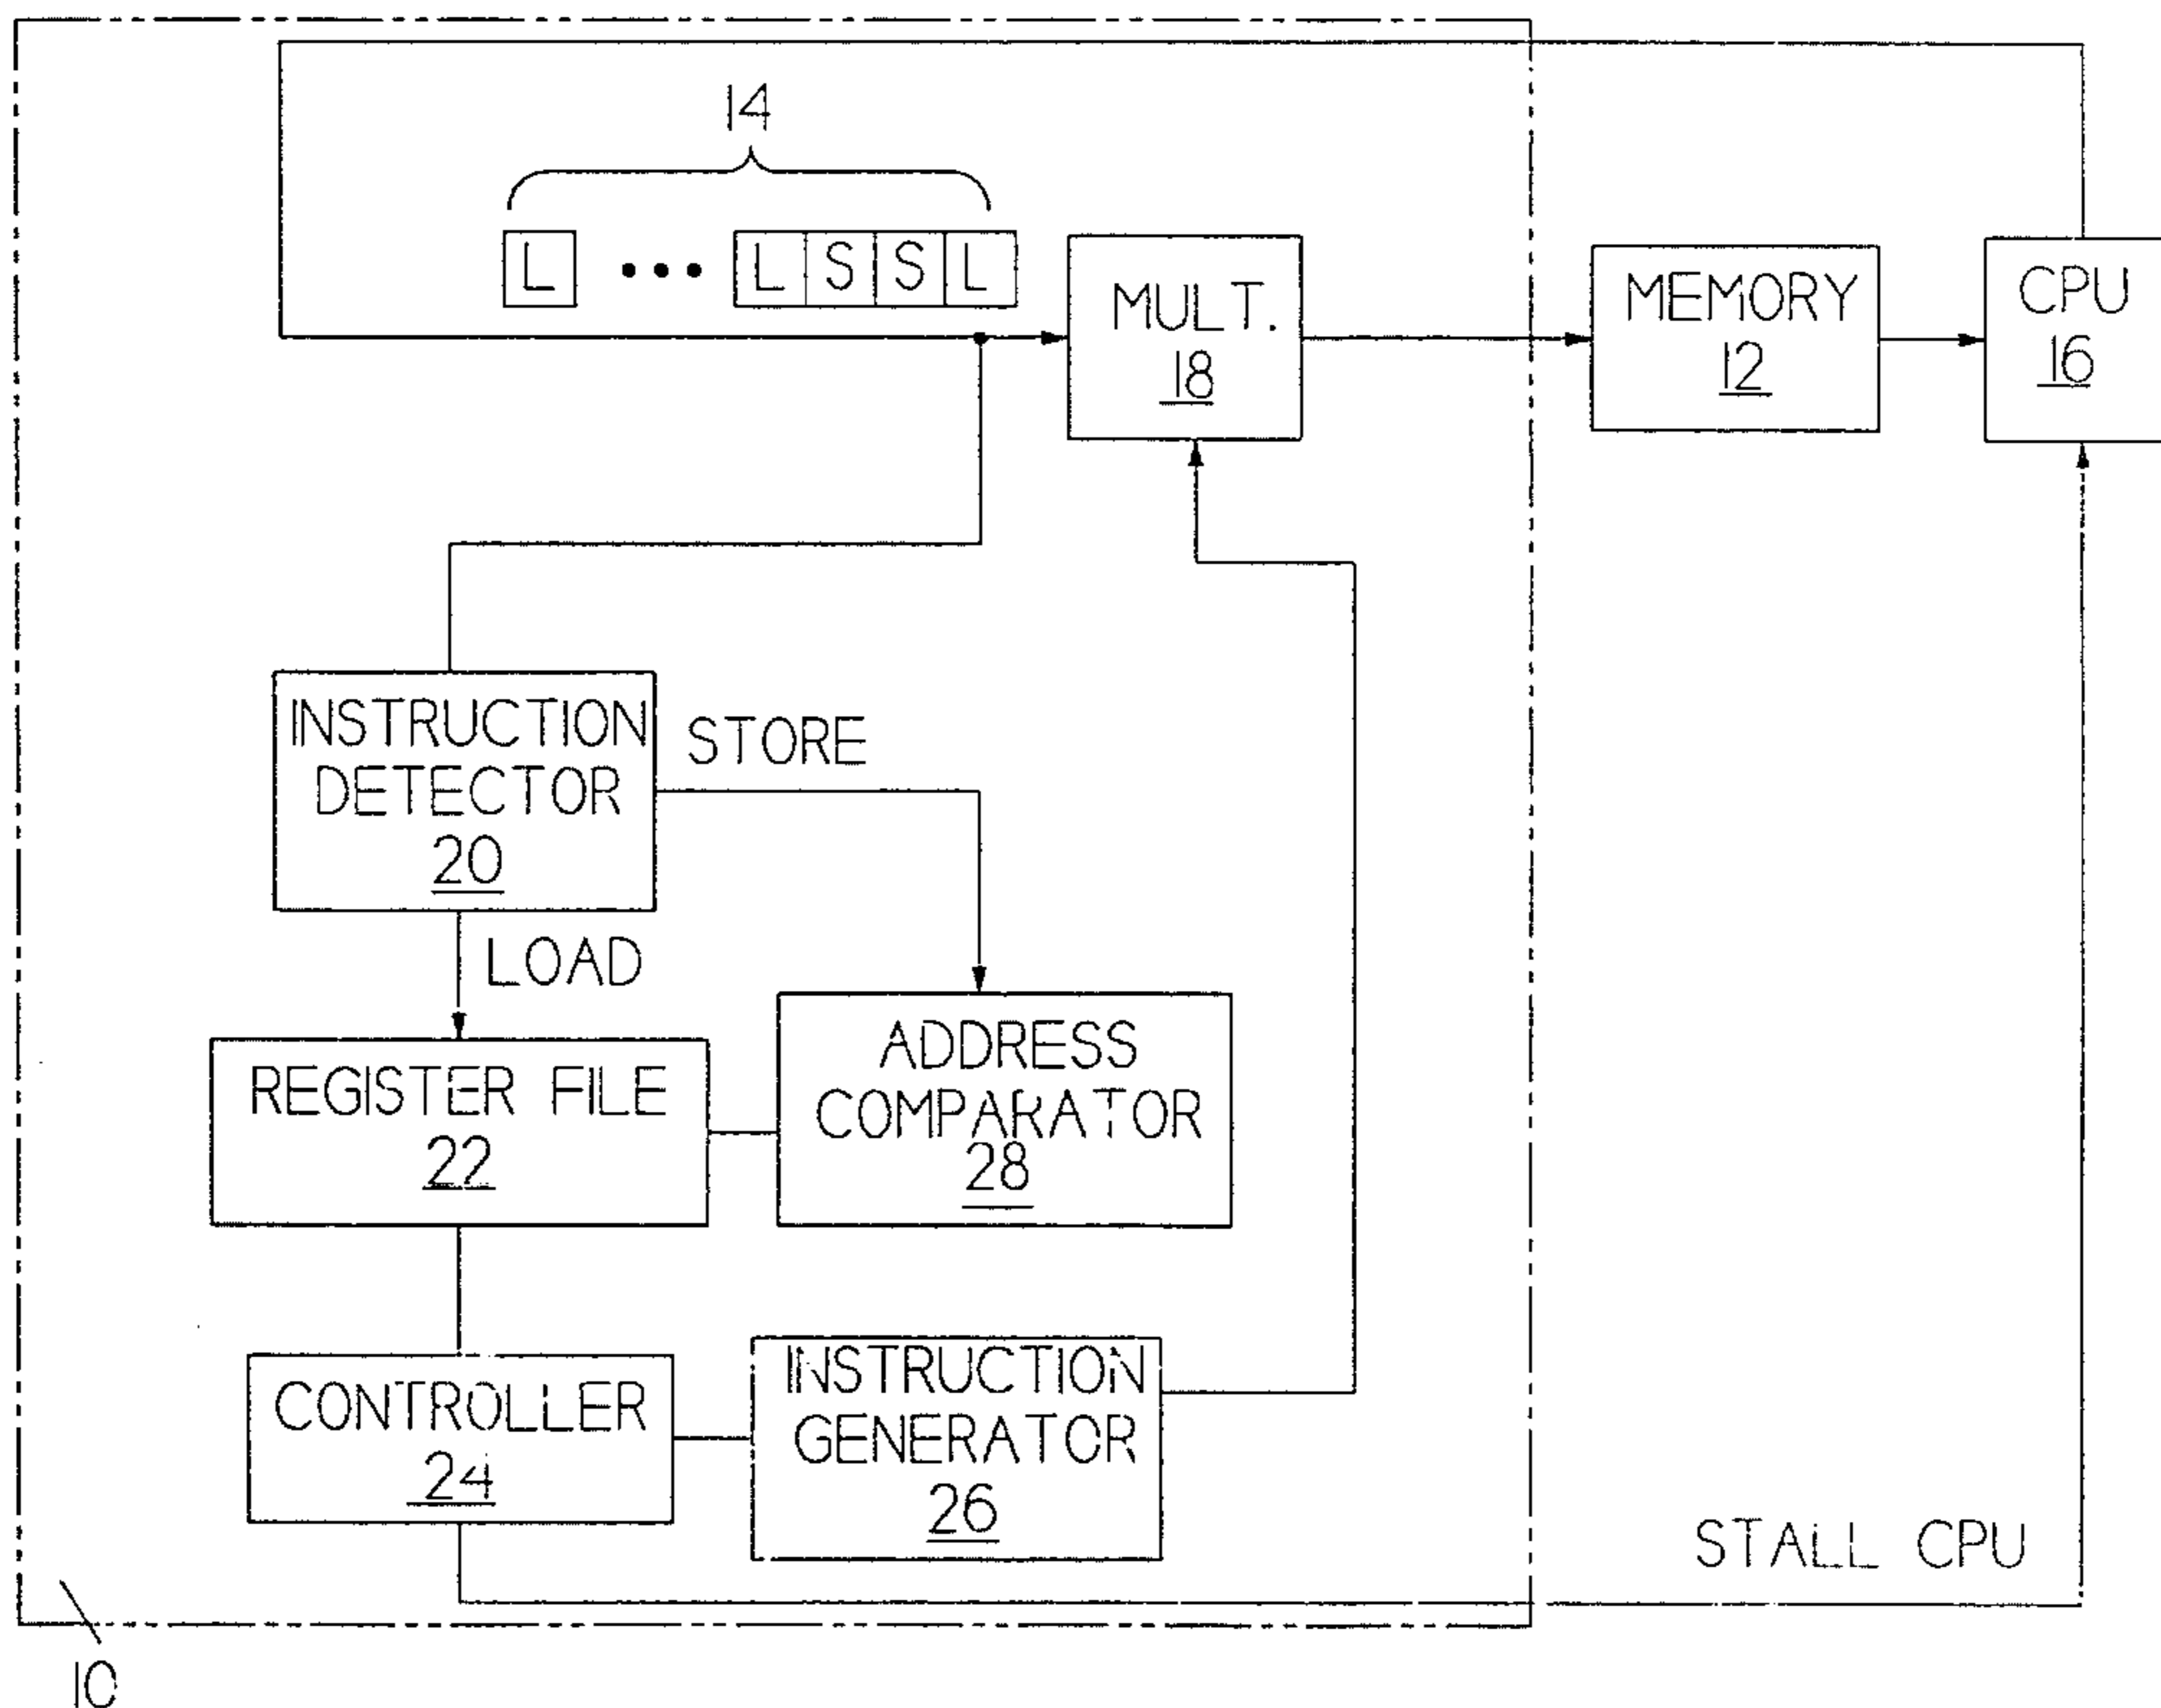 14
L ••• L S S L
MULT.
18
MEMORY
12
CPU
16
INSTRUCTION
DETECTOR
20
STORE
LOAD
REGISTER FILE
22
ADDRESS
COMPARATOR
28
CONTROLLER
24
INSTRUCTION
GENERATOR
26
STALL CPU
10